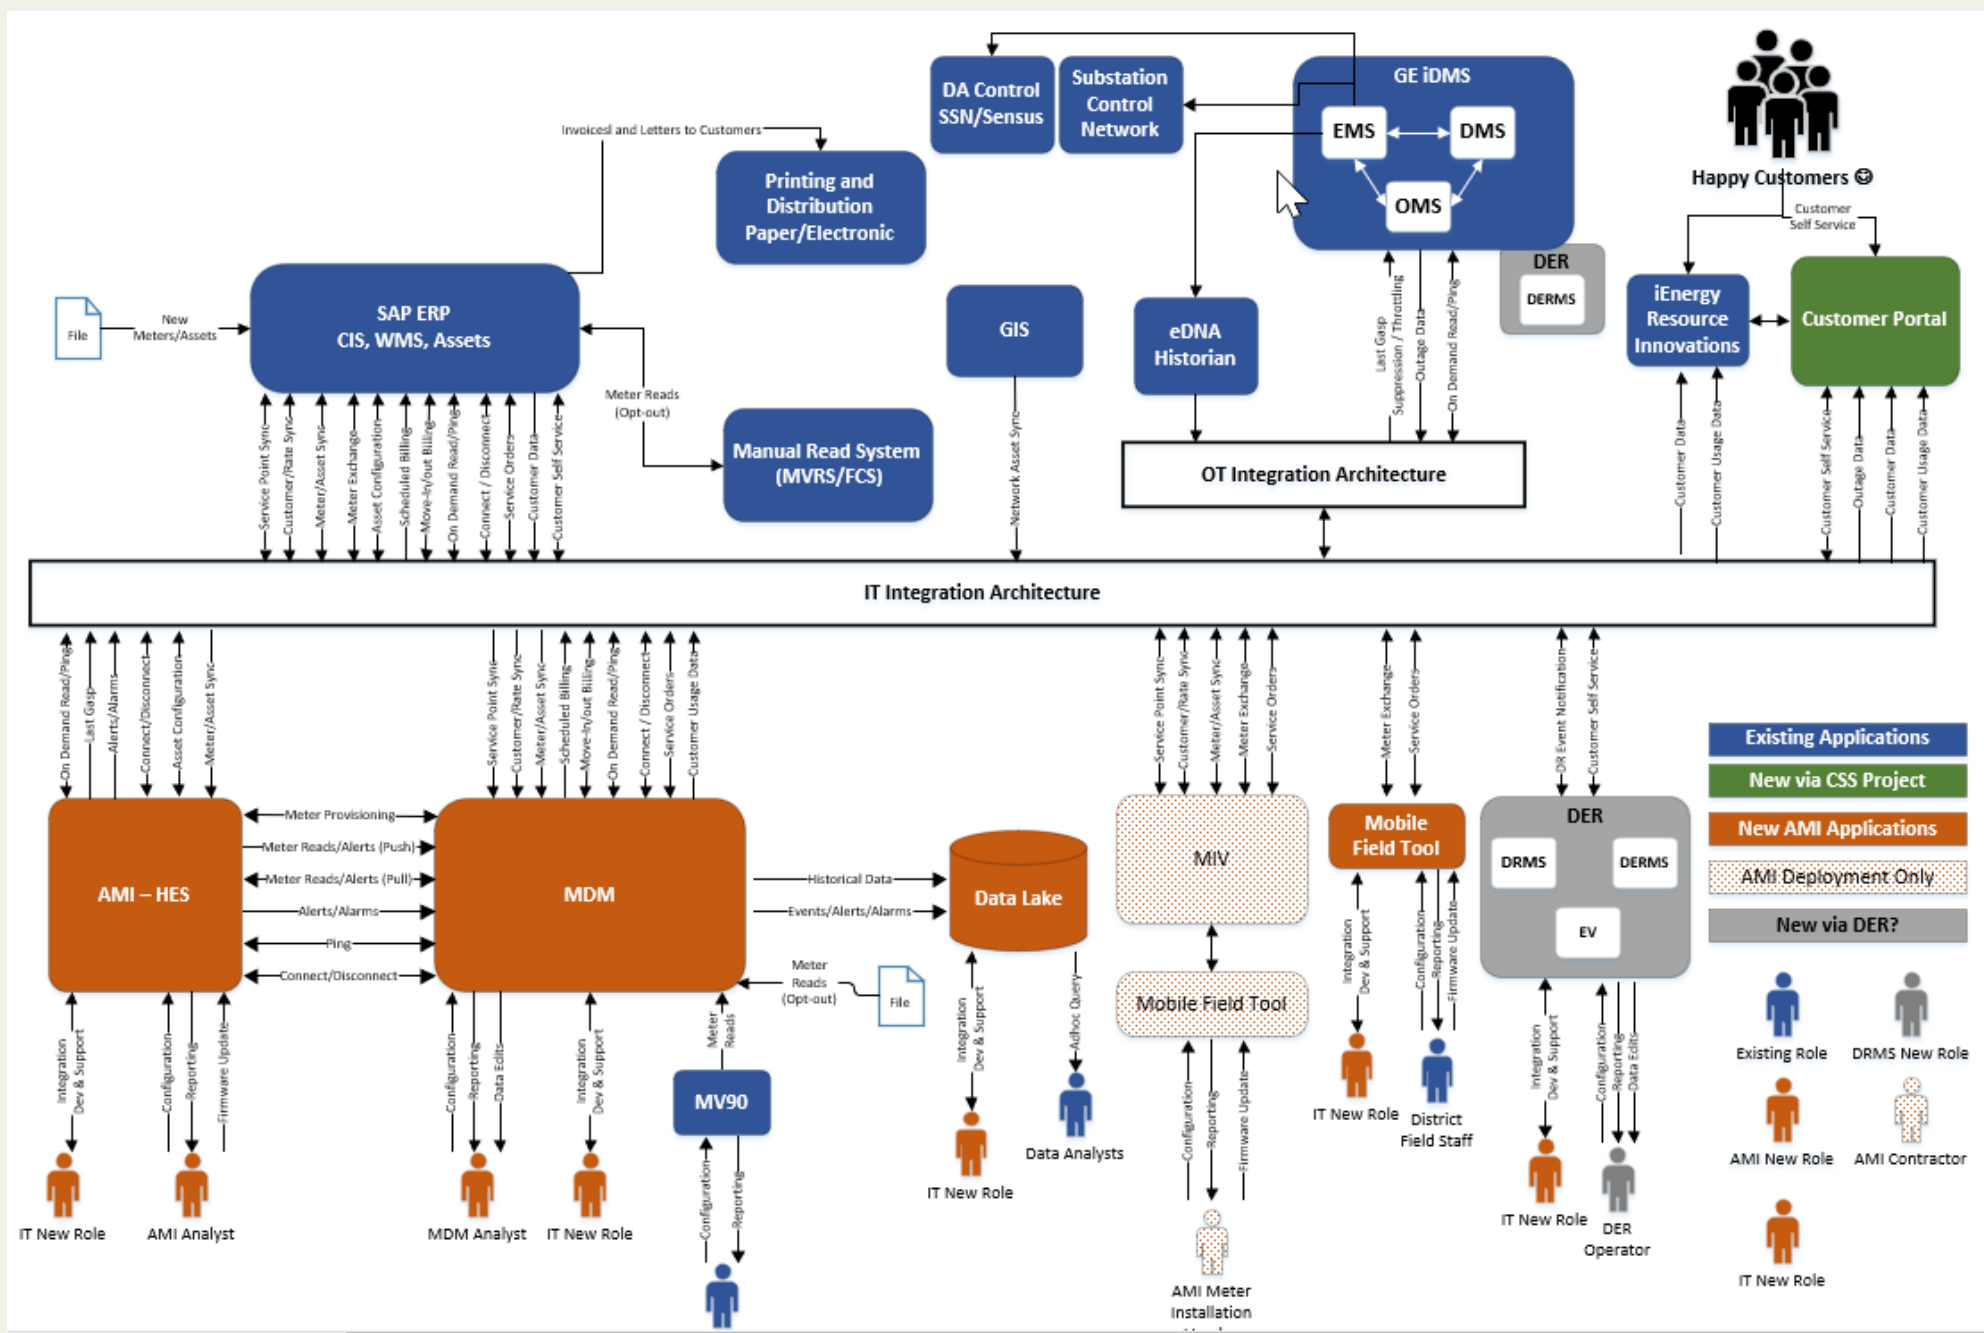 GE iDMS
DA Control
SSN/Sensus
Substation
Control
Network
EMS
DMS
OMS
Happy Customers ☺
Customer
Self Service
Invoicesl and Letters to Customers
Printing and
Distribution
Paper/Electronic
DER
DERMS
SAP ERP
CIS, WMS, Assets
File
New
Meters/Assets
GIS
eDNA
Historian
Last Gasp
Suppression / Throttling
Outage Data
On Demand Read/Ping
iEnergy
Resource
Innovations
Customer Portal
Meter Reads
(Opt-out)
Manual Read System
(MVRS/FCS)
OT Integration Architecture
Service Point Sync
Customer/Rate Sync
Meter/Asset Sync
Meter Exchange
Asset Configuration
Scheduled Billing
Move-In/out Billing
On Demand Read/Ping
Connect / Disconnect
Service Orders
Customer Data
Customer Self Service
Network Asset Sync
Customer Data
Customer Usage Data
Customer Self Service
Outage Data
Customer Data
Customer Usage Data
IT Integration Architecture
On Demand Read/Ping
Last Gasp
Alerts/Alarms
Connect/Disconnect
Asset Configuration
Meter/Asset Sync
Service Point Sync
Customer/Rate Sync
Meter/Asset Sync
Scheduled Billing
Move-In/out Billing
On Demand Read/Ping
Connect / Disconnect
Service Orders
Customer Usage Data
Service Point Sync
Customer/Rate Sync
Meter/Asset Sync
Meter Exchange
Service Orders
Meter Exchange
Service Orders
DR Event Notification
Customer Self Service
Existing Applications
New via CSS Project
New AMI Applications
AMI Deployment Only
New via DER?
AMI – HES
Meter Provisioning
Meter Reads/Alerts (Push)
Meter Reads/Alerts (Pull)
Alerts/Alarms
Ping
Connect/Disconnect
MDM
Historical Data
Events/Alerts/Alarms
Data Lake
Meter
Reads
(Opt-out)
File
MIV
Mobile Field Tool
Mobile
Field Tool
DER
DRMS
DERMS
EV
Integration
Dev & Support
Configuration
Reporting
Firmware Update
Configuration
Reporting
Data Edits
Integration
Dev & Support
Meter
Reads
MV90
Configuration
Reporting
Integration
Dev & Support
Adhoc Query
Configuration
Reporting
Firmware Update
Integration
Dev & Support
Configuration
Reporting
Firmware Update
Integration
Dev & Support
Configuration
Reporting
Data Edits
IT New Role
AMI Analyst
MDM Analyst
IT New Role
IT New Role
Data Analysts
AMI Meter
Installation
IT New Role
District
Field Staff
IT New Role
DER
Operator
Existing Role
DRMS New Role
AMI New Role
AMI Contractor
IT New Role